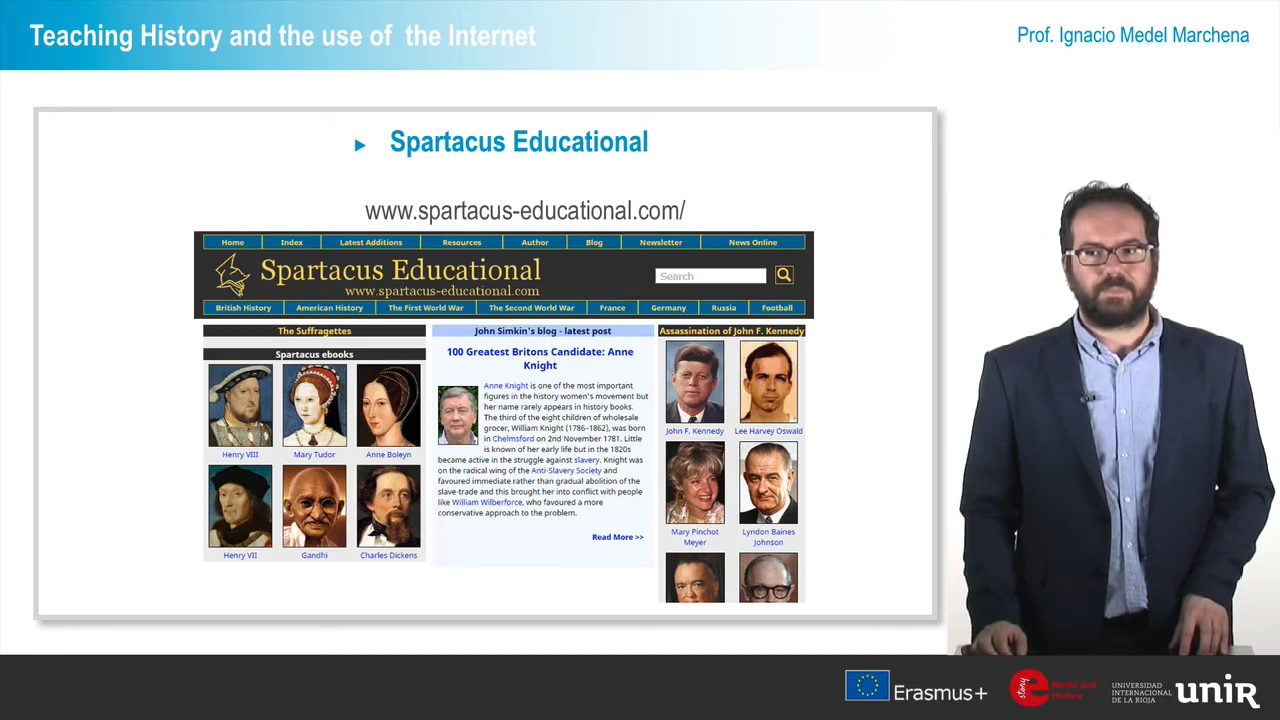 Teaching History and the use of the Internet
Prof. Ignacio Medel Marchena
Spartacus Educational
www.spartacus-educational.com/
Home
Index
Latest Additions
Resources
Author
Blog
Newsletter
News Online
Spartacus Educational
www.spartacus-educational.com
Search
British History
American History
The First World War
The Second World War
France
Germany
Russia
Football
The Suffragettes
Spartacus ebooks
Henry VIII
Mary Tudor
Anne Boleyn
Henry VII
Gandhi
Charles Dickens
John Simkin's blog - latest post
100 Greatest Britons Candidate: Anne
Knight
Anne Knight is one of the most important
figures in the history women's movement but
her name rarely appears in history books.
The third of the eight children of wholesale
grocer, William Knight (1786–1862), was born
in Chelmsford on 2nd November 1781. Little
is known of her early life but in the 1820s
became active in the struggle against slavery. Knight was
on the radical wing of the Anti-Slavery Society and
favoured immediate rather than gradual abolition of the
slave-trade and this brought her into conflict with people
like William Wilberforce, who favoured a more
conservative approach to the problem.
Read More >>
Assassination of John F. Kennedy
John F. Kennedy
Lee Harvey Oswald
Mary Pinchot
Meyer
Lyndon Baines
Johnson
Erasmus+
story
Media and
History
UNIVERSIDAD
INTERNACIONAL
DE LA RIOJA
unir